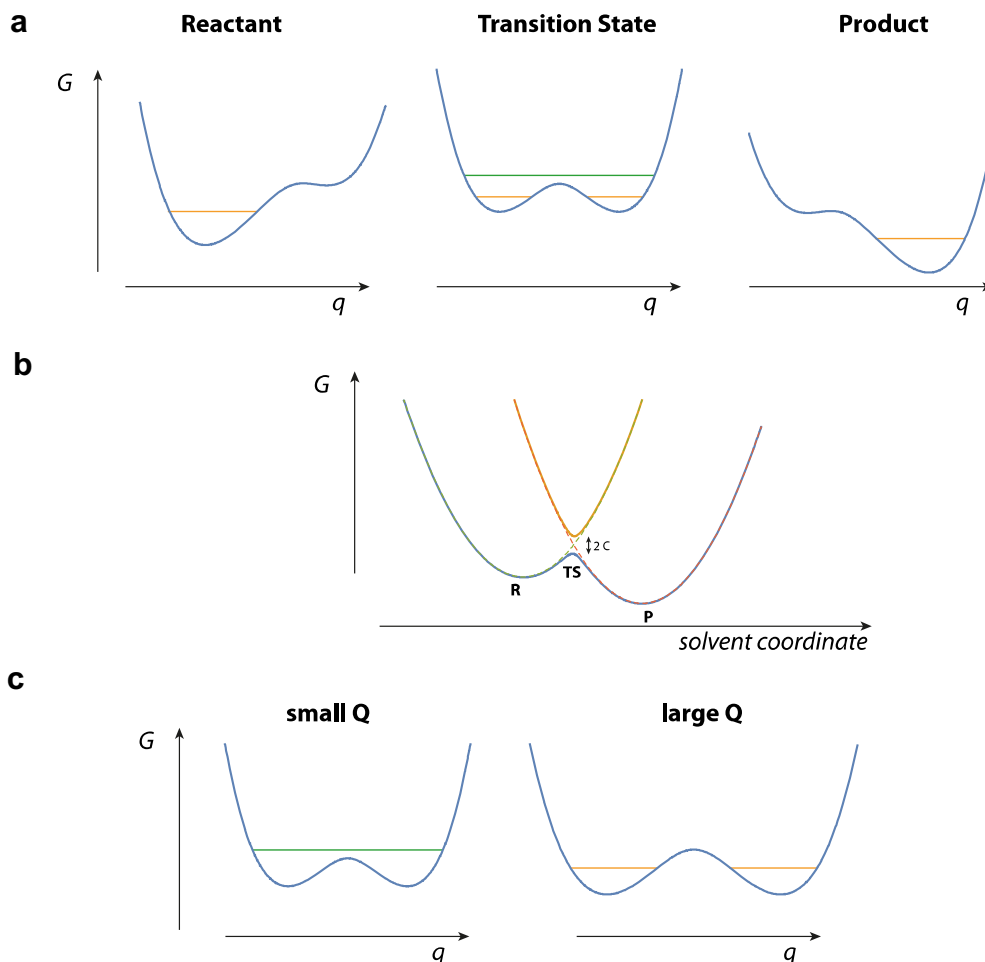 a
Reactant Transition State Product
G
q q q
b
G
2 C
TS
R
P
solvent coordinate
c
small Q large Q
G
q q